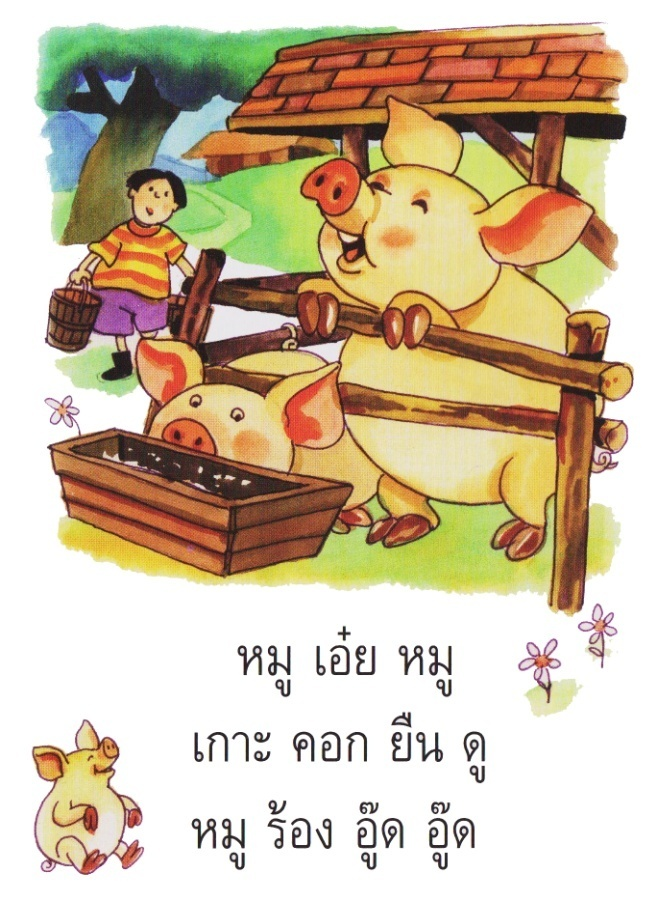 หมู เอ๋ย หมู
เกาะ คอก ยืน ดู
หมู ร้อง อู๊ด อู๊ด